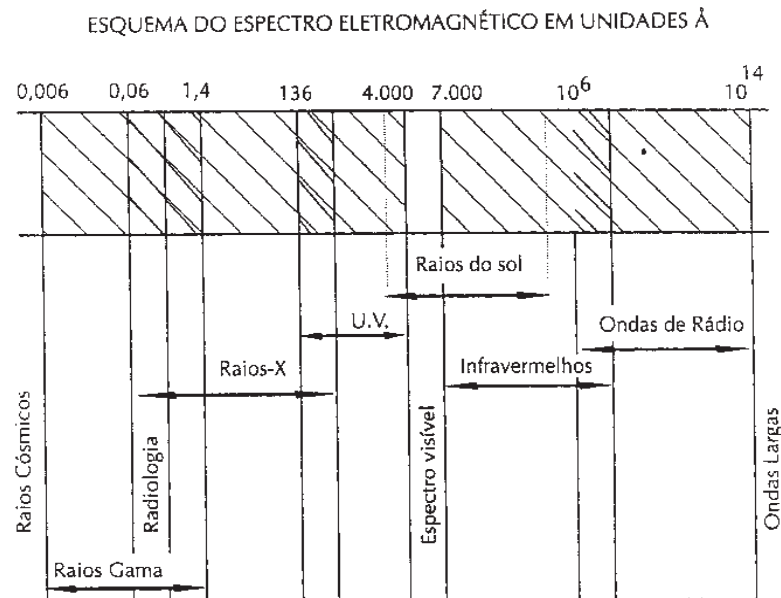 ESQUEMA DO ESPECTRO ELETROMAGNÉTICO EM UNIDADES Å
0,006 0,06 1,4 136 4.000 7.000 10⁶ 10¹⁴
Raios do sol
U.V.
Ondas de Rádio
Raios-X
Infravermelhos
Raios Cósmicos
Radiologia
Espectro visível
Ondas Largas
Raios Gama